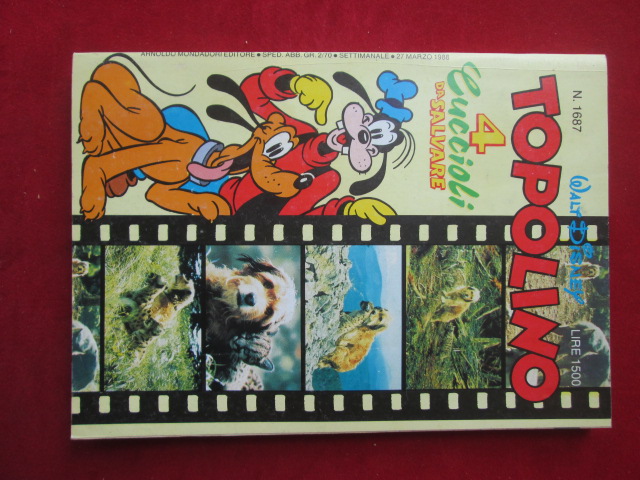 N. 1687
WALT DISNEY
LIRE 1500
TOPOLINO
4
Cuccioli
DA SALVARE
ARNOLDO MONDADORI EDITORE ● SPED. ABB. GR. 2/70 ● SETTIMANALE ● 27 MARZO 1988